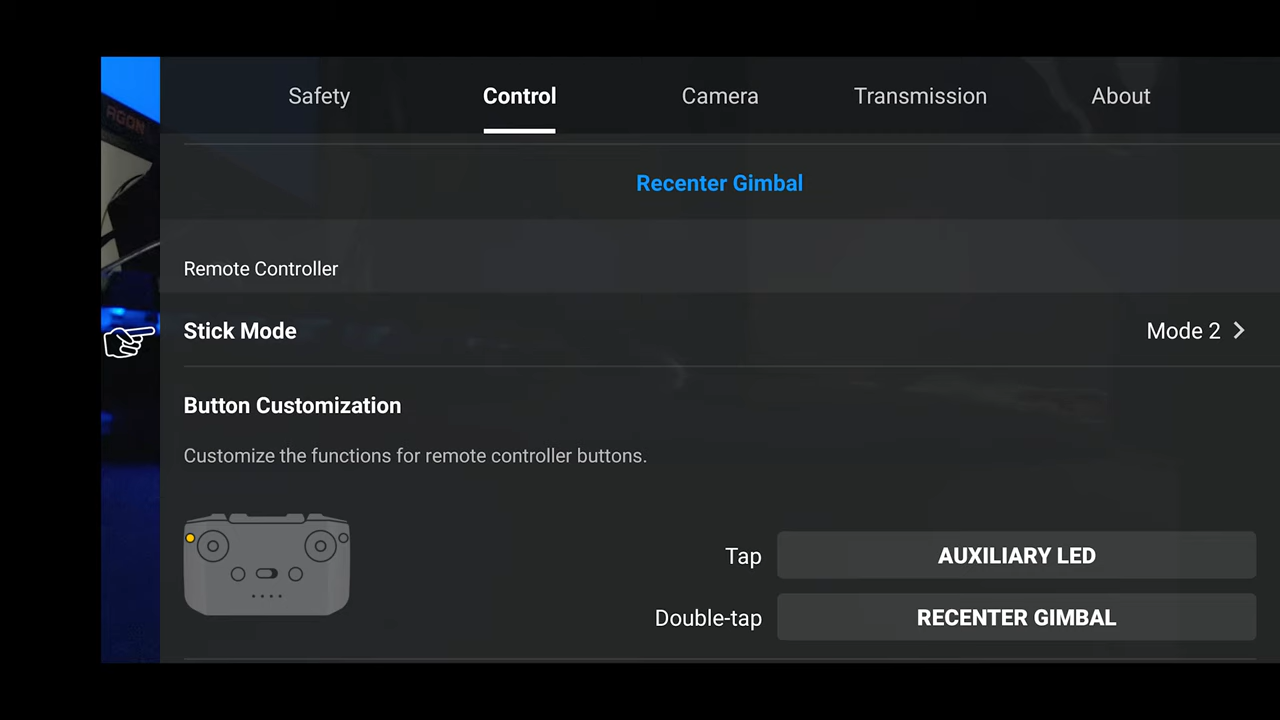 Safety
Control
Camera
Transmission
About
Recenter Gimbal
Remote Controller
Stick Mode
Mode 2
Button Customization
Customize the functions for remote controller buttons.
Tap
AUXILIARY LED
Double-tap
RECENTER GIMBAL